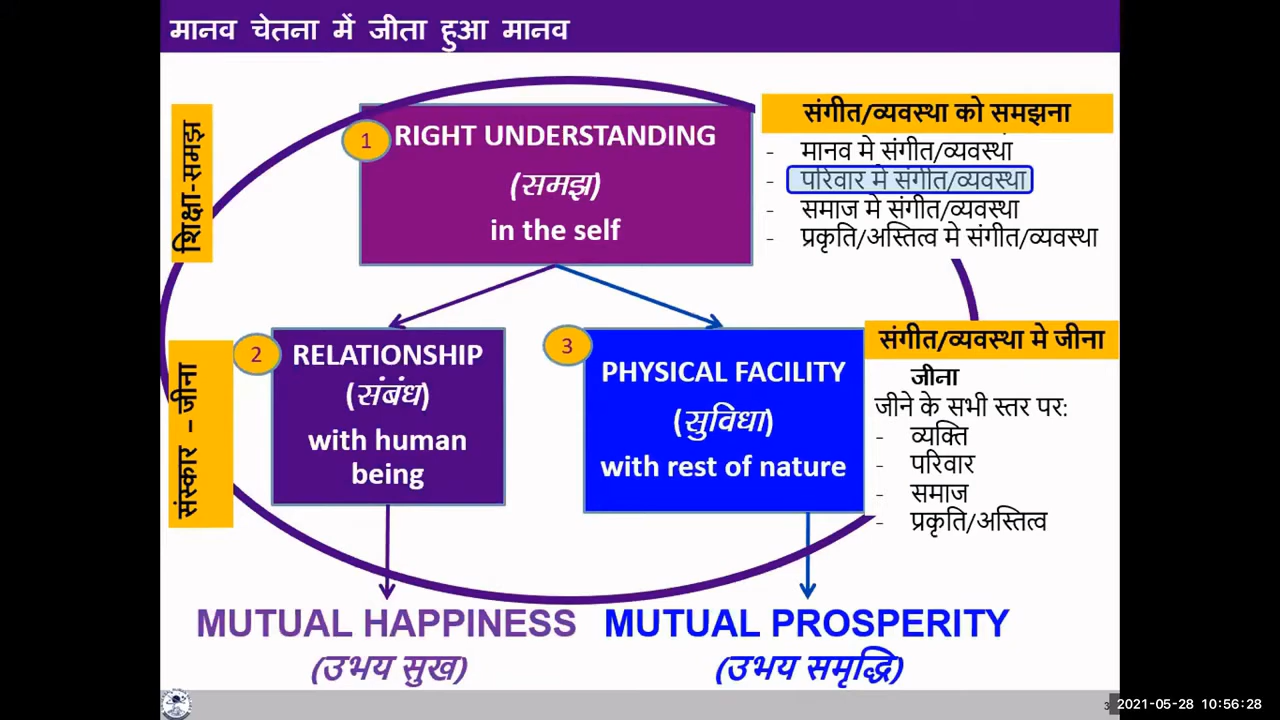 मानव चेतना में जीता हुआ मानव
शिक्षा-समझ
1
RIGHT UNDERSTANDING
(समझ)
in the self
संगीत/व्यवस्था को समझना
- मानव मे संगीत/व्यवस्था
- परिवार मे संगीत/व्यवस्था
- समाज मे संगीत/व्यवस्था
- प्रकृति/अस्तित्व मे संगीत/व्यवस्था
संस्कार – जीना
2
RELATIONSHIP
(संबंध)
with human
being
3
PHYSICAL FACILITY
(सुविधा)
with rest of nature
संगीत/व्यवस्था मे जीना
जीना
जीने के सभी स्तर पर:
- व्यक्ति
- परिवार
- समाज
- प्रकृति/अस्तित्व
MUTUAL HAPPINESS
(उभय सुख)
MUTUAL PROSPERITY
(उभय समृद्धि)
2021-05-28 10:56:28